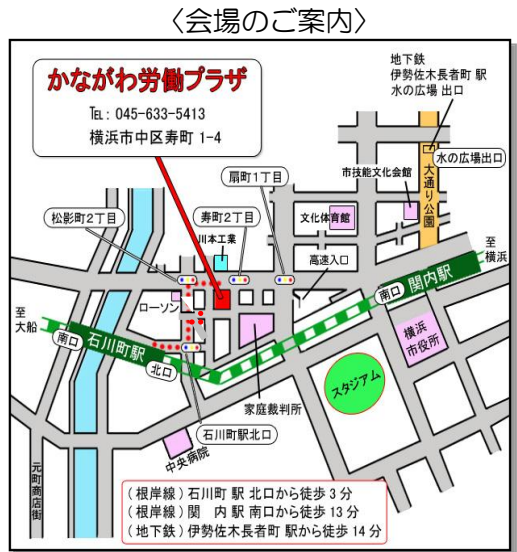 〈会場のご案内〉
かながわ労働プラザ
℡: 045-633-5413
横浜市中区寿町 1-4
地下鉄
伊勢佐木長者町 駅
水の広場 出口
水の広場出口
大通り公園
市技能文化会館
扇町1丁目
松影町2丁目
寿町2丁目
文化体育館
川本工業
高速入口
至
横浜
関内駅
南口
ローソン
至
大船
南口
石川町駅
北口
横浜
市役所
スタジアム
家庭裁判所
石川町駅北口
中央病院
元町商店街
(根岸線) 石川町 駅 北口から徒歩 3 分
(根岸線) 関 内 駅 南口から徒歩 13 分
(地下鉄) 伊勢佐木長者町 駅から徒歩 14 分